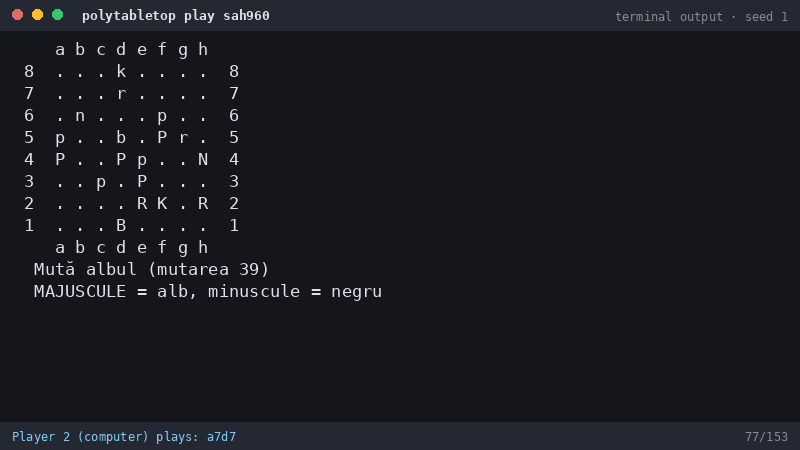 polytabletop play sah960
terminal output · seed 1
a b c d e f g h
8 . . . k . . . . 8
7 . . . r . . . . 7
6 . n . . . p . . 6
5 p . . b . P r . 5
4 P . . P p . . N 4
3 . . p . P . . . 3
2 . . . . R K . R 2
1 . . . B . . . . 1
a b c d e f g h
Mută albul (mutarea 39)
MAJUSCULE = alb, minuscule = negru
Player 2 (computer) plays: a7d7
77/153